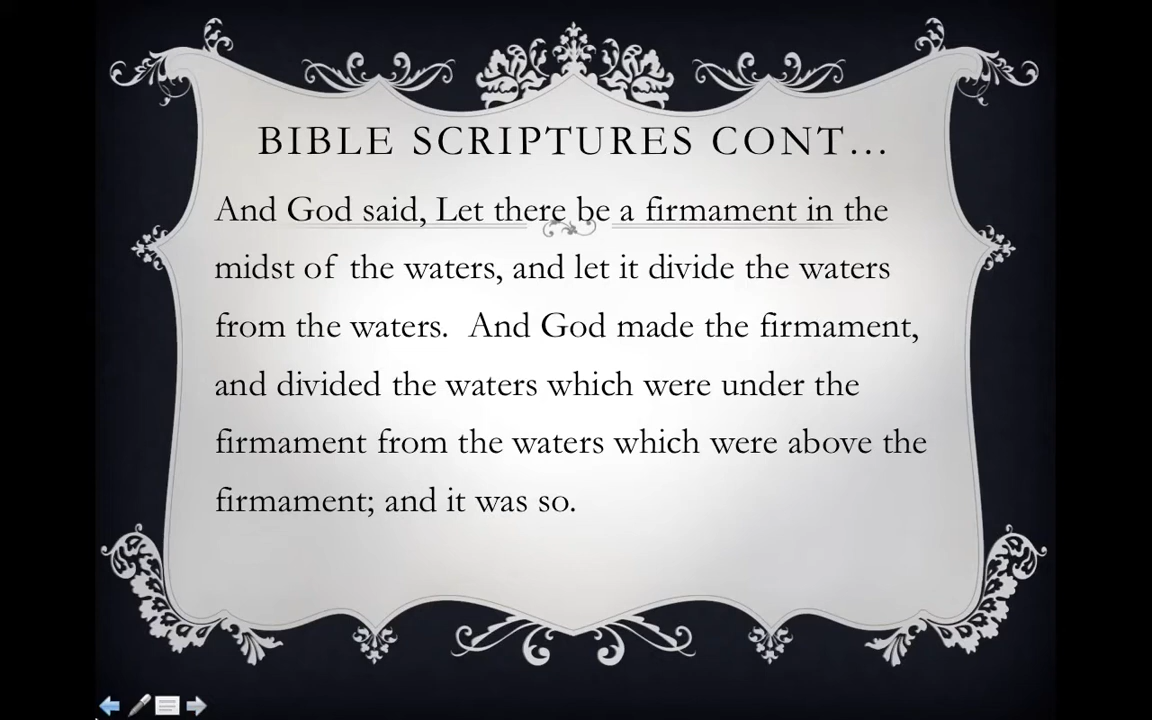 BIBLE SCRIPTURES CONT...
And God said, Let there be a firmament in the
midst of the waters, and let it divide the waters
from the waters.  And God made the firmament,
and divided the waters which were under the
firmament from the waters which were above the
firmament; and it was so.